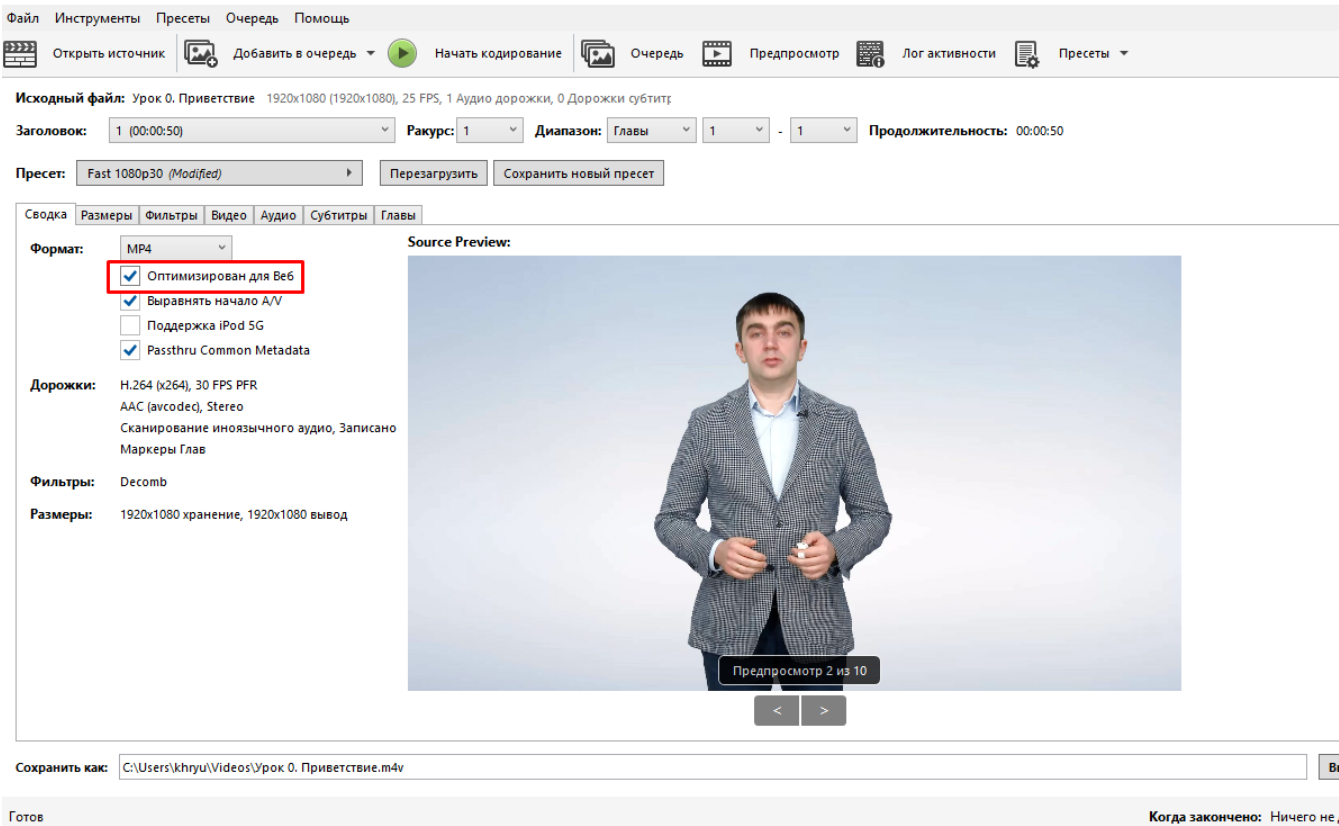 Файл Инструменты Пресеты Очередь Помощь
Открыть источник Добавить в очередь Начать кодирование Очередь Предпросмотр Лог активности Пресеты
Исходный файл: Урок 0. Приветствие 1920x1080 (1920x1080), 25 FPS, 1 Аудио дорожки, 0 Дорожки субтитр
Заголовок: 1 (00:00:50) Ракурс: 1 Диапазон: Главы 1 - 1 Продолжительность: 00:00:50
Пресет: Fast 1080p30 (Modified) Перезагрузить Сохранить новый пресет
Сводка Размеры Фильтры Видео Аудио Субтитры Главы
Формат: MP4 Source Preview:
Оптимизирован для Веб
Выравнять начало A/V
Поддержка iPod 5G
Passthru Common Metadata
Дорожки: H.264 (x264), 30 FPS PFR
AAC (avcodec), Stereo
Сканирование иноязычного аудио, Записано
Маркеры Глав
Фильтры: Decomb
Размеры: 1920x1080 хранение, 1920x1080 вывод
Предпросмотр 2 из 10
< >
Сохранить как: C:\Users\khryu\Videos\Урок 0. Приветствие.m4v
Готов Когда закончено: Ничего не